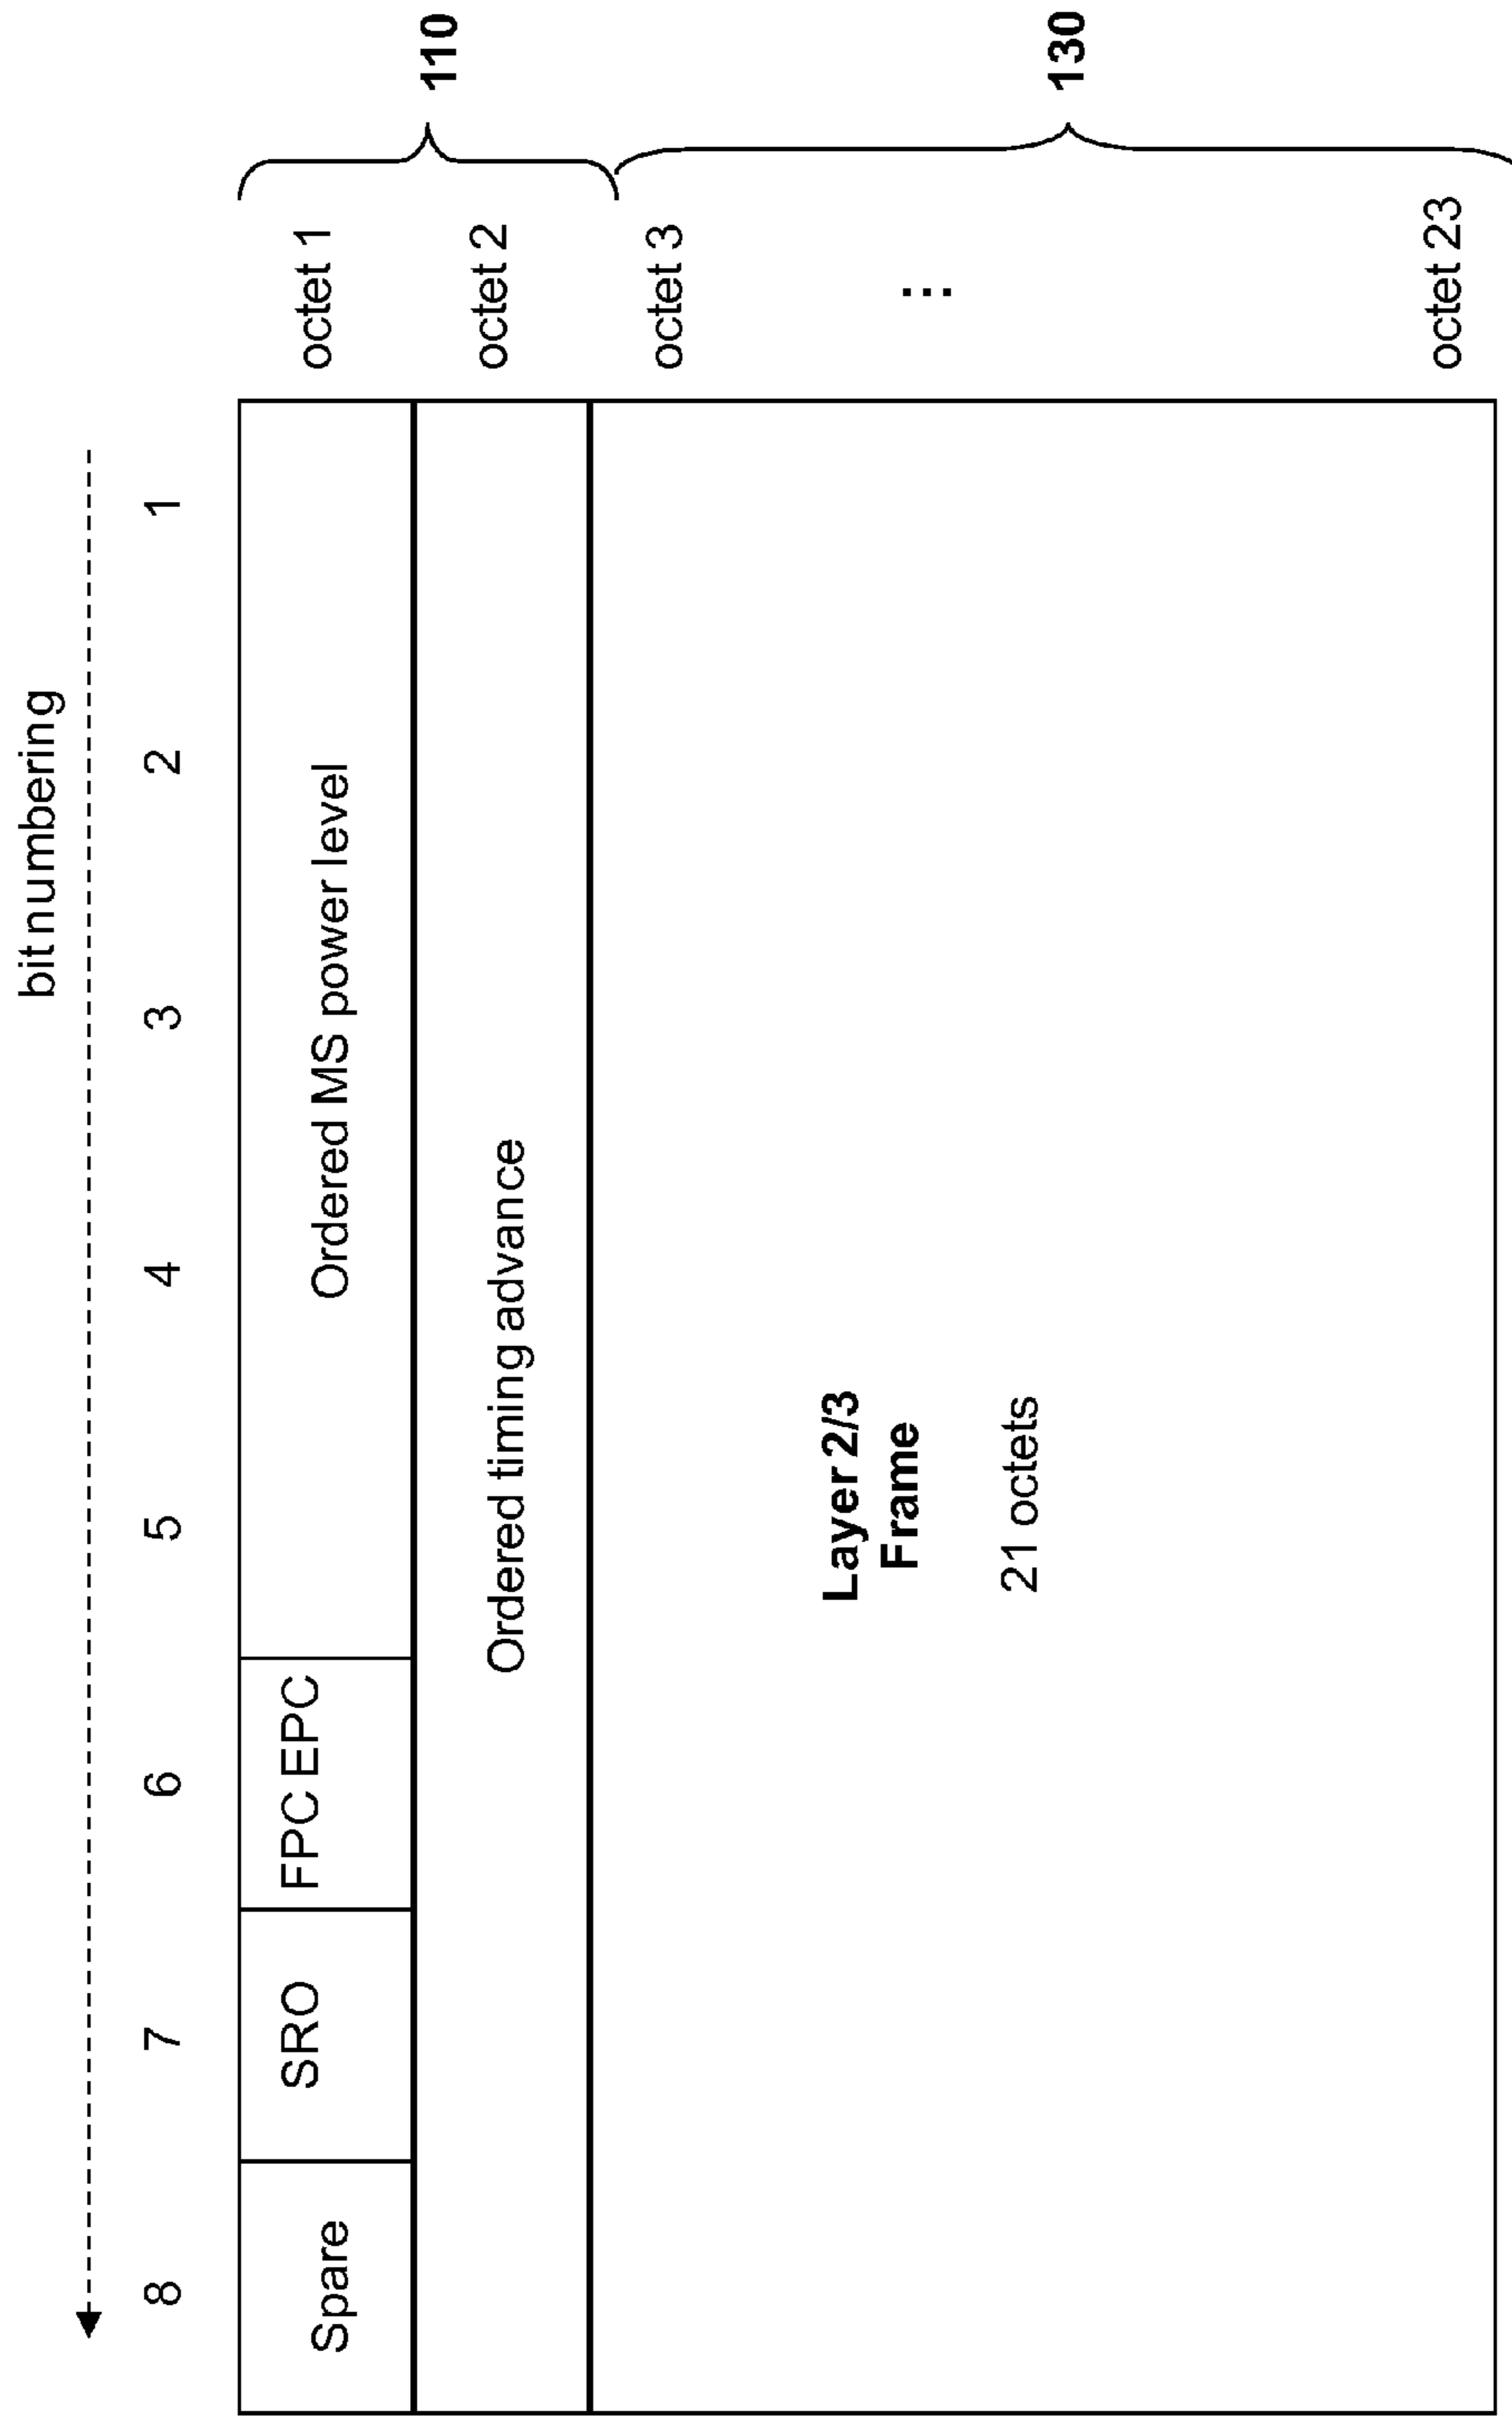 bit numbering
8 7 6 5 4 3 2 1
Spare SRO FPC EPC Ordered MS power level octet 1
Ordered timing advance octet 2
110
octet 3
Layer 2/3
Frame
21 octets
...
octet 23
130